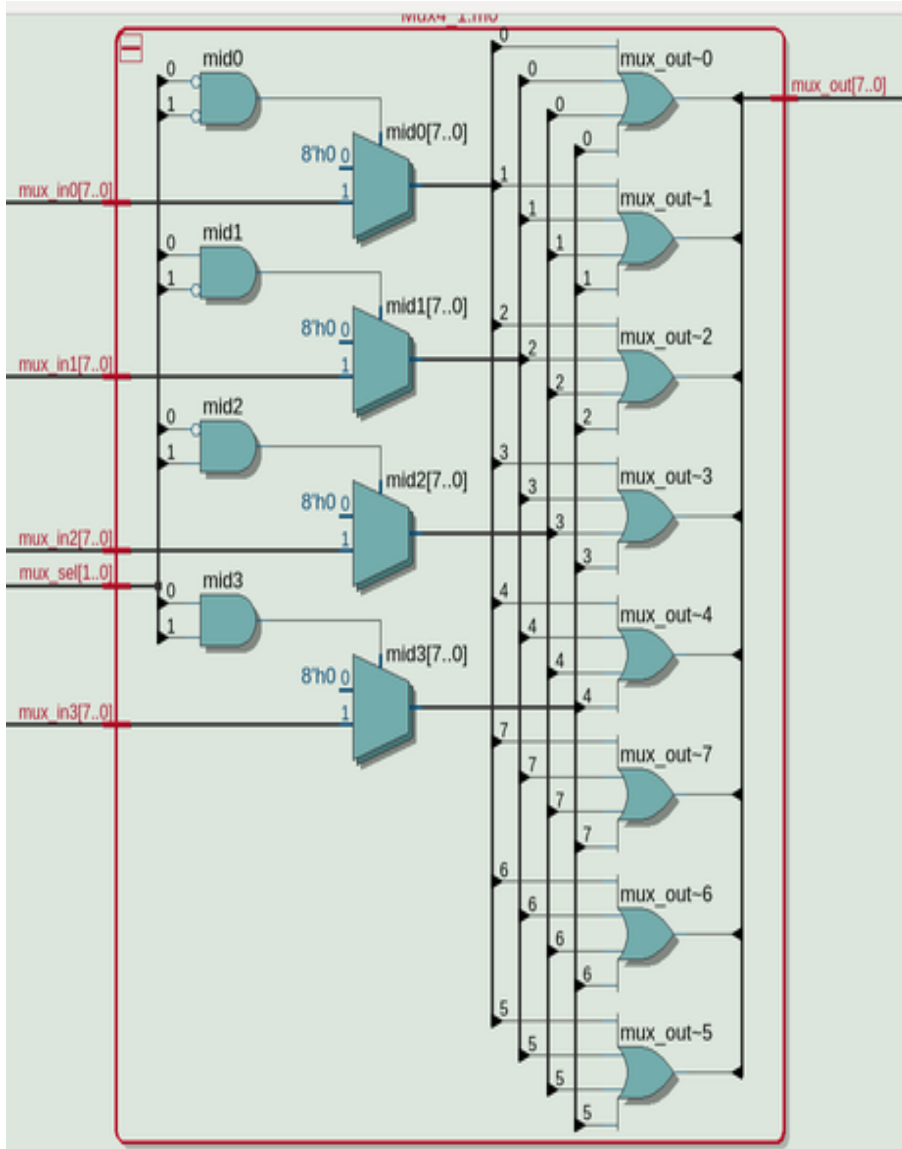 Mux4_1:m0
mid0
0
1
mid0[7..0]
8'h0 0
1
mux_in0[7..0]
mid1
0
1
mid1[7..0]
8'h0 0
1
mux_in1[7..0]
mid2
0
1
mid2[7..0]
8'h0 0
1
mux_in2[7..0]
mux_sel[1..0]
mid3
0
1
mid3[7..0]
8'h0 0
1
mux_in3[7..0]
0
0
0
0
mux_out~0
mux_out[7..0]
1
1
1
1
mux_out~1
2
2
2
2
mux_out~2
3
3
3
3
mux_out~3
4
4
4
4
mux_out~4
7
7
7
7
mux_out~7
6
6
6
6
mux_out~6
5
5
5
5
mux_out~5